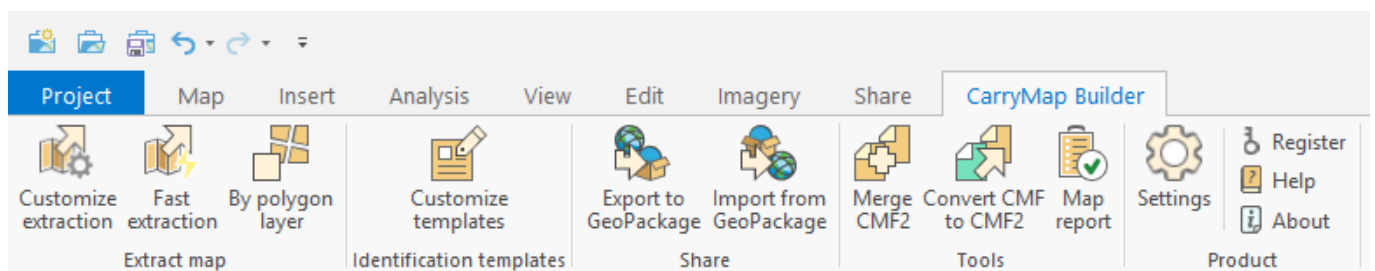 Project Map Insert Analysis View Edit Imagery Share CarryMap Builder
Customize extraction
Fast extraction
By polygon layer
Extract map
Customize templates
Identification templates
Export to GeoPackage
Import from GeoPackage
Share
Merge CMF2
Convert CMF to CMF2
Map report
Tools
Settings
Register
Help
About
Product